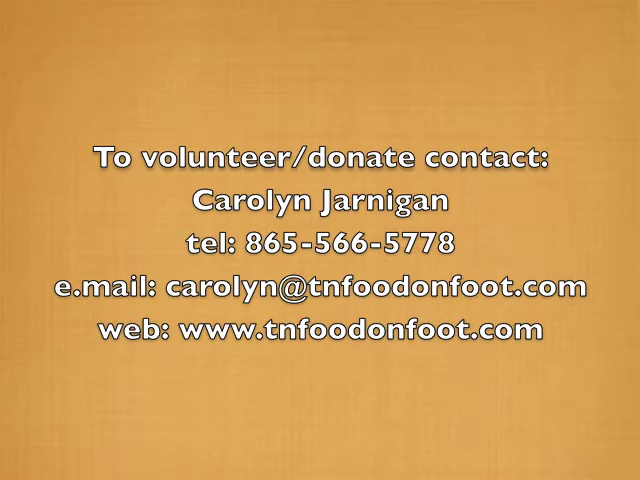 To volunteer/donate contact:
Carolyn Jarnigan
tel: 865-566-5778
e.mail: carolyn@tnfoodonfoot.com
web: www.tnfoodonfoot.com